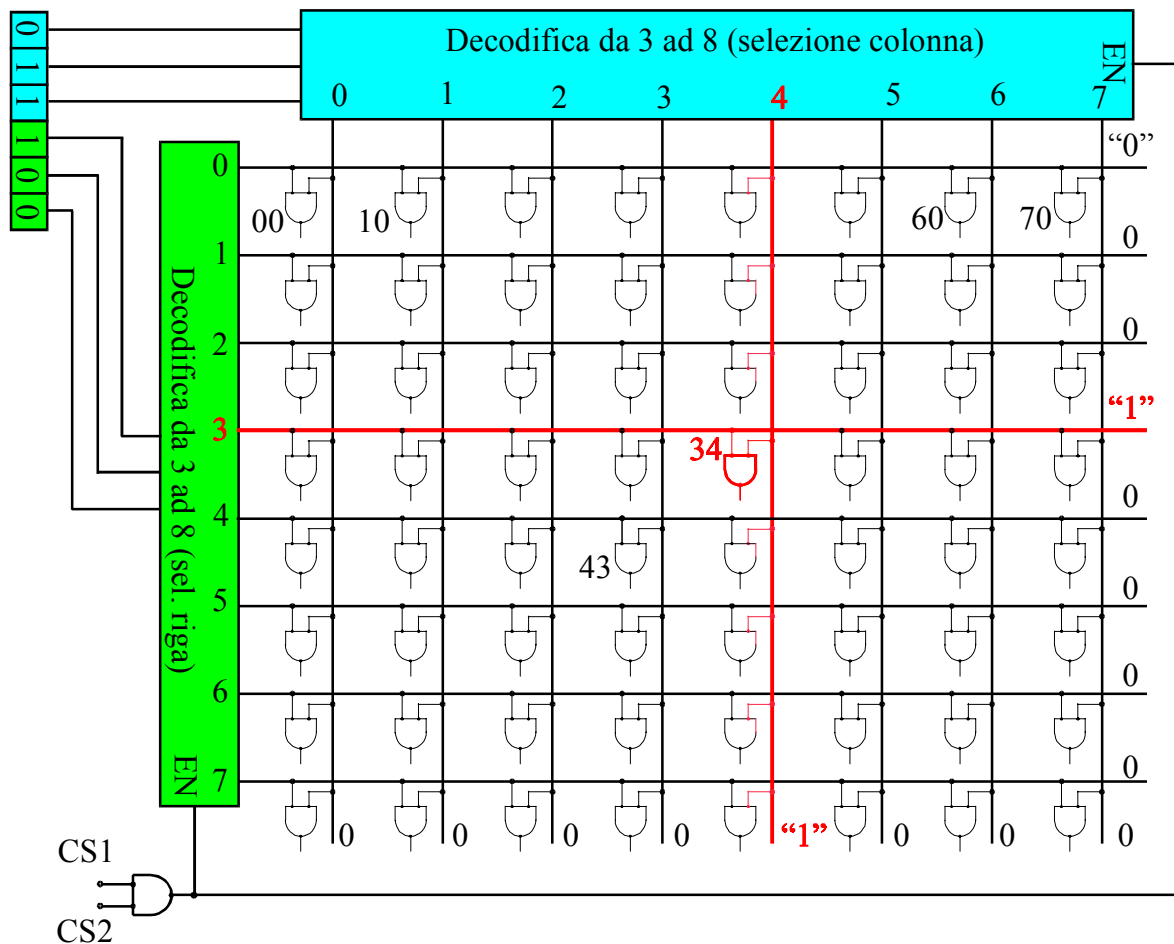 0
1
1
1
0
0
Decodifica da 3 ad 8 (selezione colonna)
EN
0 1 2 3 4 5 6 7
Decodifica da 3 ad 8 (sel. riga)
EN
0 “0”
00 10 60 70
0
1
0
2
“1”
3
34
0
4
43
0
5
0
6
0
7
0 0 0 0 “1” 0 0 0
CS1
CS2